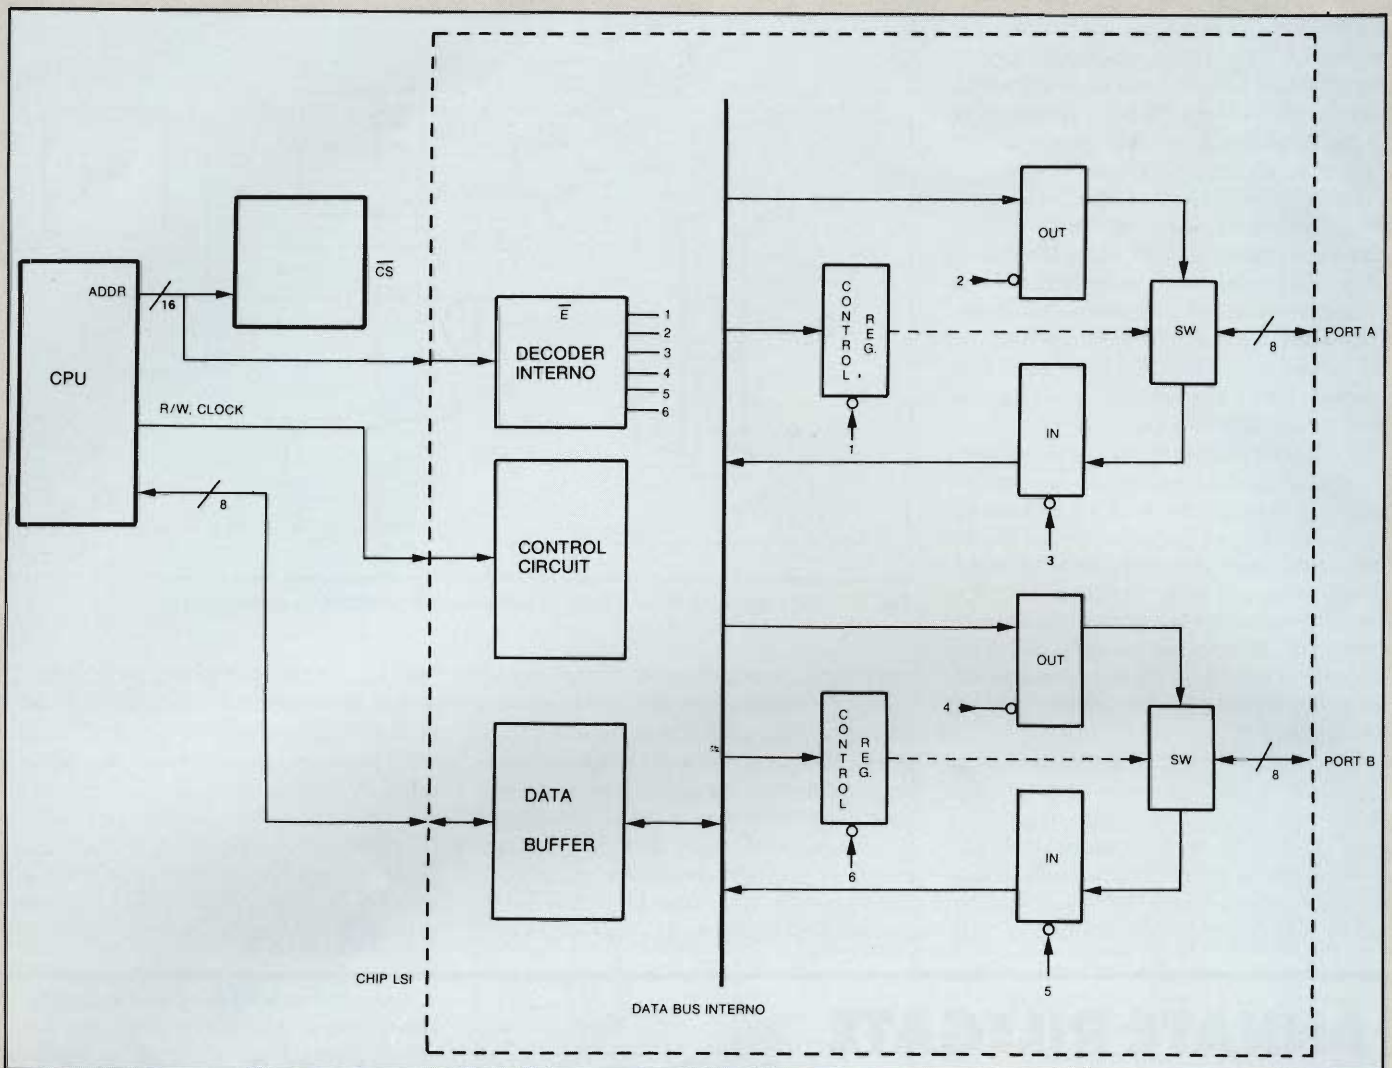 ADDR
16
CS
CPU
R/W, CLOCK
8
E
DECODER
INTERNO
1
2
3
4
5
6
CONTROL
CIRCUIT
DATA
BUFFER
CHIP LSI
DATA BUS INTERNO
OUT
2
CONTROL
REG.
1
SW
8
PORT A
IN
3
OUT
4
CONTROL
REG.
6
SW
8
PORT B
IN
5